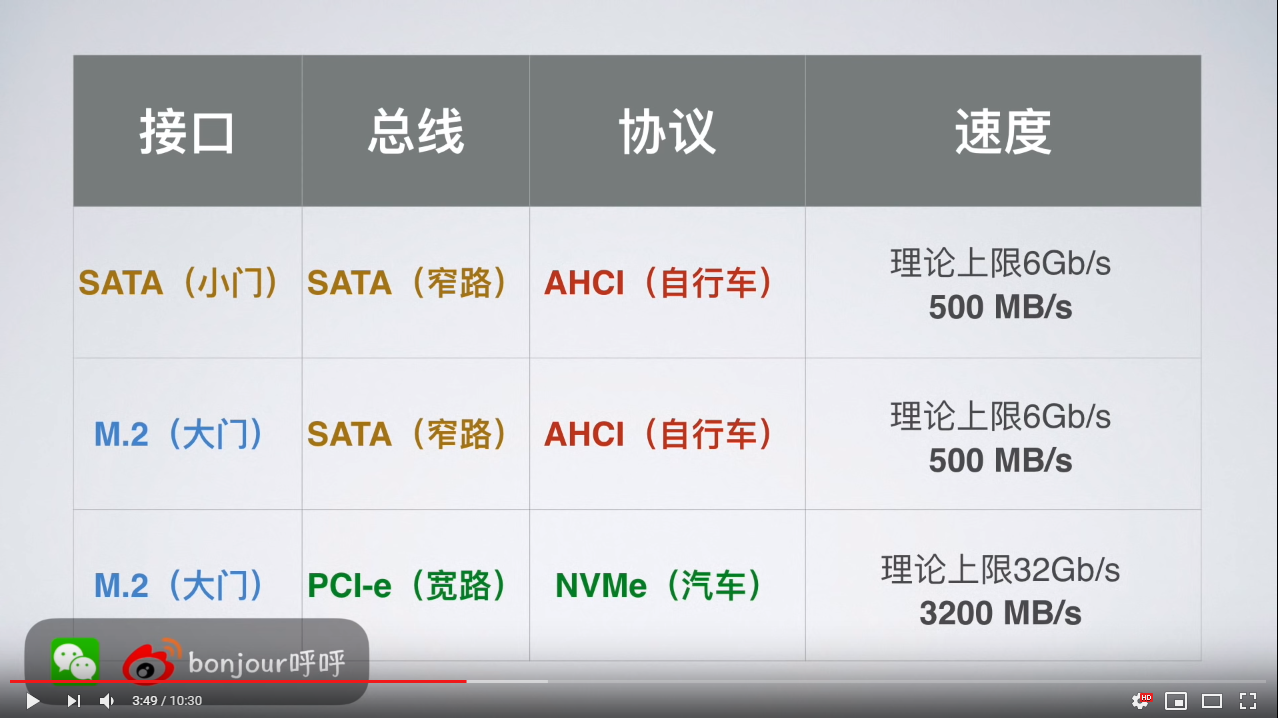 接口 总线 协议 速度
SATA（小门） SATA（窄路） AHCI（自行车） 理论上限6Gb/s
500 MB/s
M.2（大门） SATA（窄路） AHCI（自行车） 理论上限6Gb/s
500 MB/s
M.2（大门） PCI-e（宽路） NVMe（汽车） 理论上限32Gb/s
3200 MB/s
bonjour呼呼
3:49 / 10:30
HD